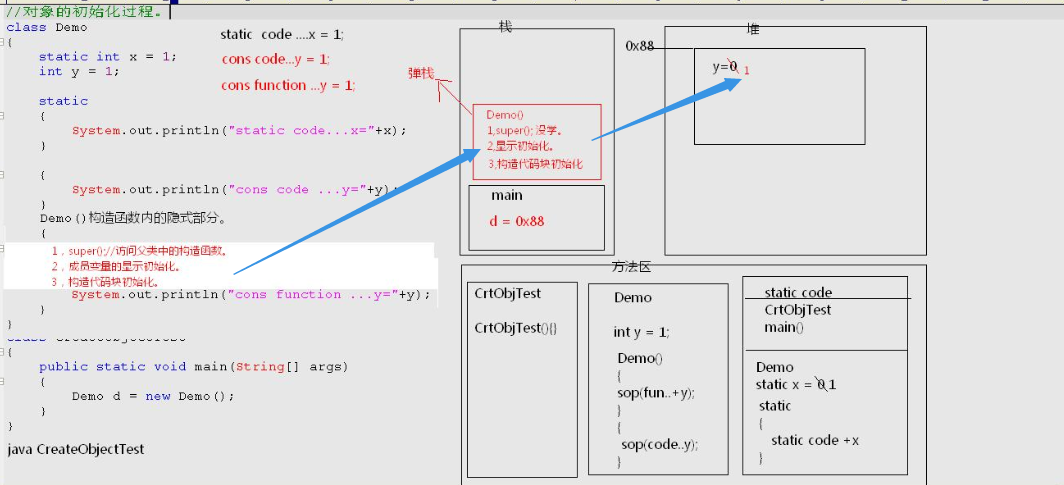 //对象的初始化过程。
class Demo
{
static int x = 1;
int y = 1;
static
{
System.out.println("static code...x="+x);
}
{
System.out.println("cons code ...y="+y);
}
Demo()构造函数内的隐式部分。
{
1，super();//访问父类中的构造函数。
2，成员变量的显示初始化。
3，构造代码块初始化。
System.out.println("cons function ...y="+y);
}
}
{
public static void main(String[] args)
{
Demo d = new Demo();
}
}
java CreateObjectTest
static code ....x = 1;
cons code...y = 1;
cons function ...y = 1;
栈
弹栈
Demo()
1,super(); 没学。
2,显示初始化。
3,构造代码块初始化
main
d = 0x88
堆
0x88
y=0 1
方法区
CrtObjTest
CrtObjTest(){}
Demo
int y = 1;
Demo()
{
sop(fun..+y);
}
{
sop(code..y);
}
static code
CrtObjTest
main()
Demo
static x = 0 1
static
{
static code +x
}